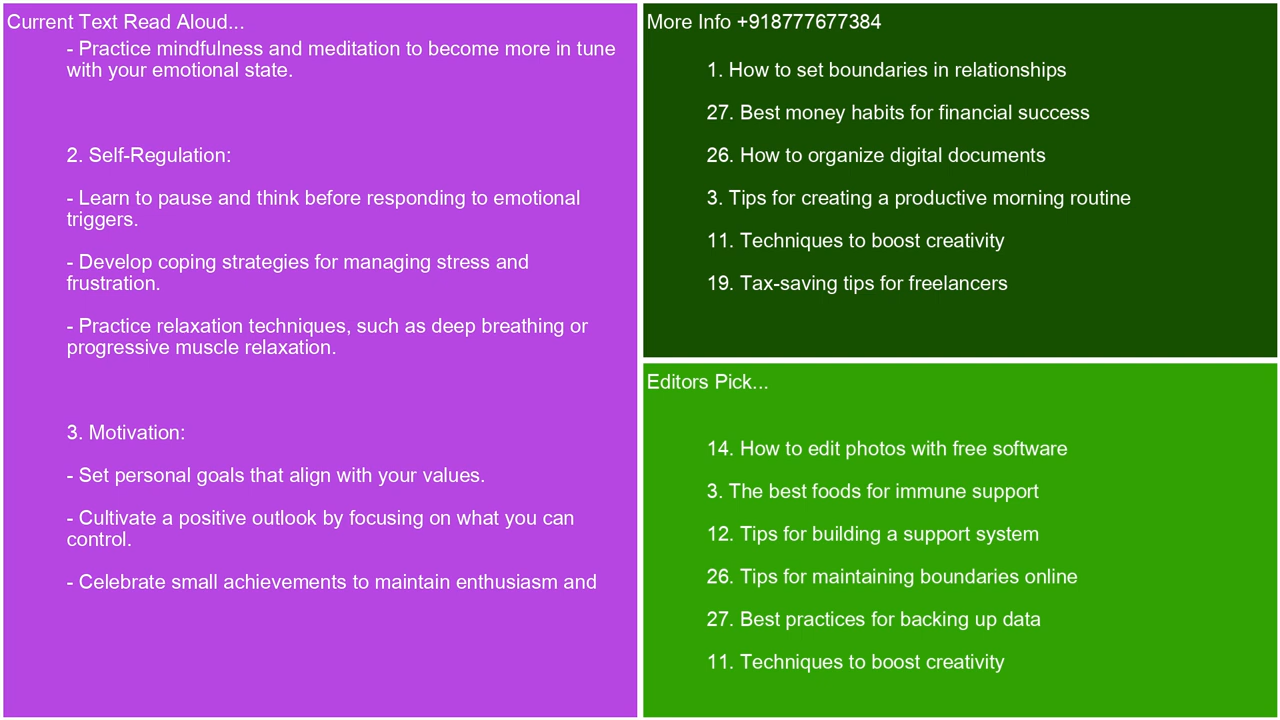 Current Text Read Aloud...
- Practice mindfulness and meditation to become more in tune
with your emotional state.
2. Self-Regulation:
- Learn to pause and think before responding to emotional
triggers.
- Develop coping strategies for managing stress and
frustration.
- Practice relaxation techniques, such as deep breathing or
progressive muscle relaxation.
3. Motivation:
- Set personal goals that align with your values.
- Cultivate a positive outlook by focusing on what you can
control.
- Celebrate small achievements to maintain enthusiasm and
More Info +918777677384
1. How to set boundaries in relationships
27. Best money habits for financial success
26. How to organize digital documents
3. Tips for creating a productive morning routine
11. Techniques to boost creativity
19. Tax-saving tips for freelancers
Editors Pick...
14. How to edit photos with free software
3. The best foods for immune support
12. Tips for building a support system
26. Tips for maintaining boundaries online
27. Best practices for backing up data
11. Techniques to boost creativity